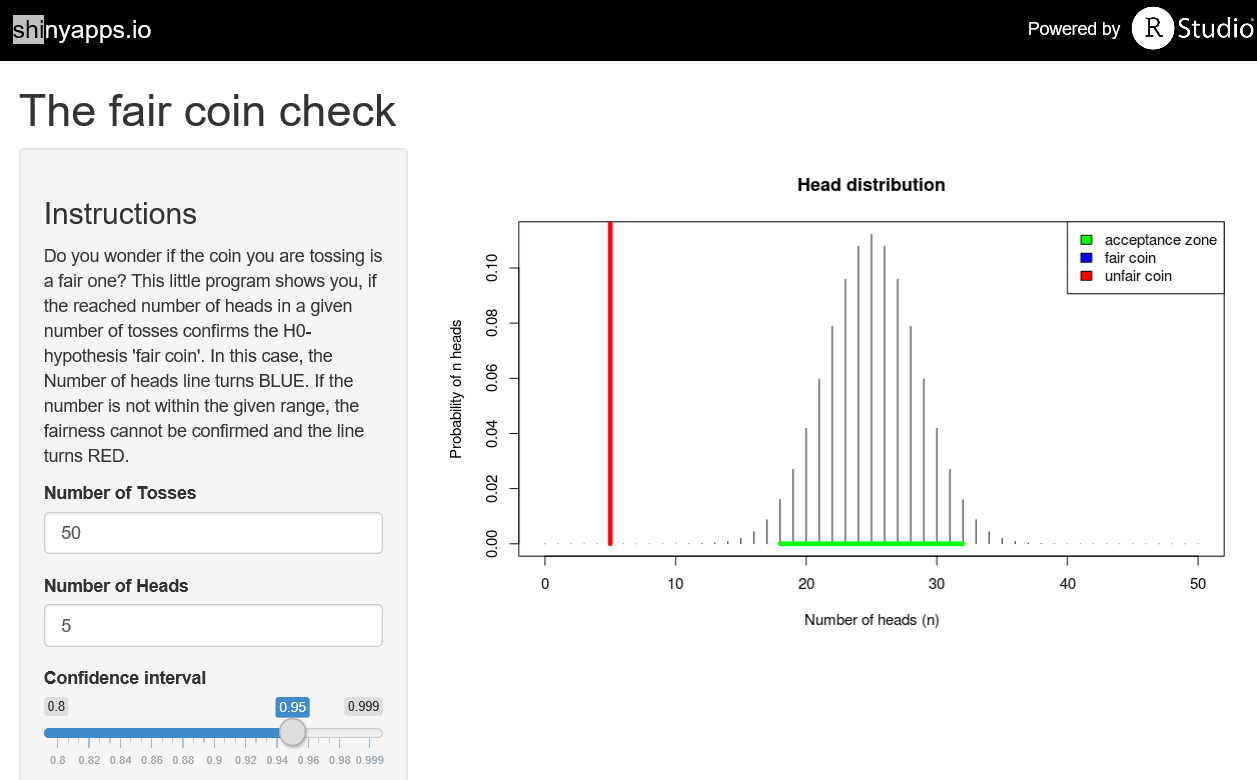 shinyapps.io
Powered by R Studio
The fair coin check
Instructions
Do you wonder if the coin you are tossing is
a fair one? This little program shows you, if
the reached number of heads in a given
number of tosses confirms the H0-
hypothesis 'fair coin'. In this case, the
Number of heads line turns BLUE. If the
number is not within the given range, the
fairness cannot be confirmed and the line
turns RED.
Number of Tosses
50
Number of Heads
5
Confidence interval
0.8 0.95 0.999
0.8 0.82 0.84 0.86 0.88 0.9 0.92 0.94 0.96 0.98 0.999
Head distribution
acceptance zone
fair coin
unfair coin
Probability of n heads
0.10
0.08
0.06
0.04
0.02
0.00
0 10 20 30 40 50
Number of heads (n)